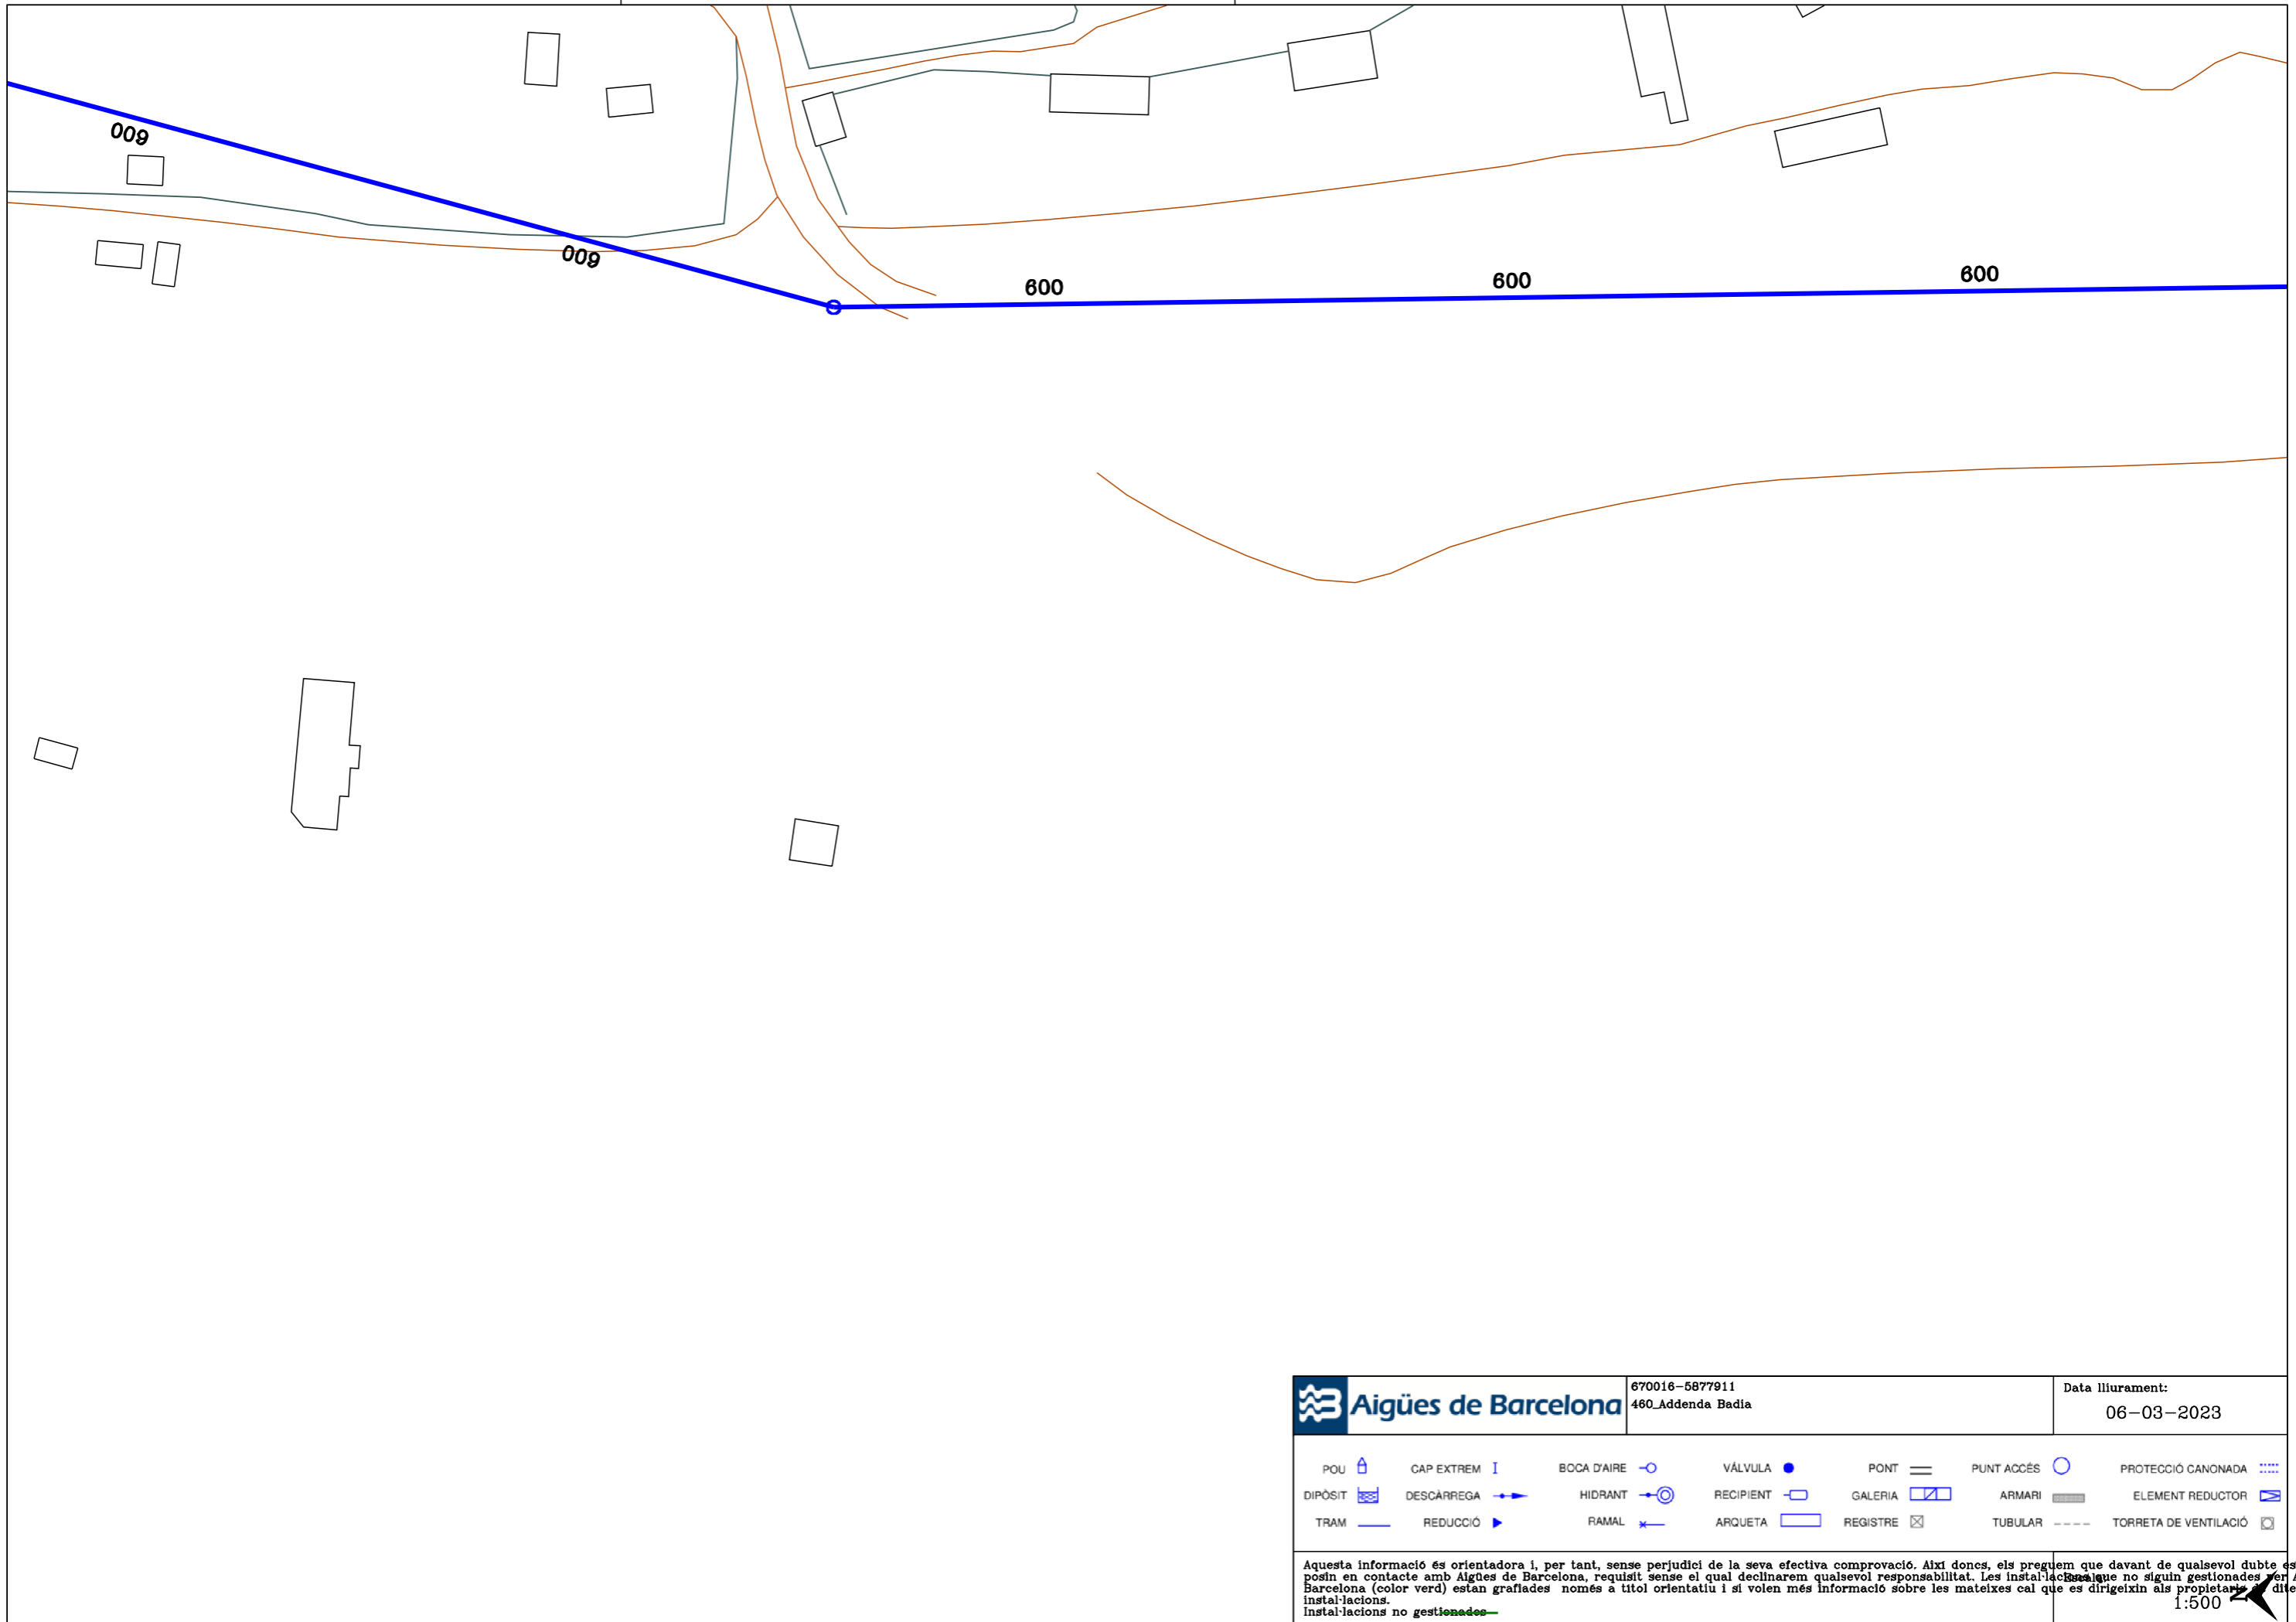 600
600
600
600
600
Aigües de Barcelona
670016-5877911
460_Addenda Badia
Data lliurament:
06-03-2023
POU CAP EXTREM BOCA D'AIRE VÁLVULA PONT PUNT ACCÉS PROTECCIÓ CANONADA
DIPÒSIT DESCÀRREGA HIDRANT RECIPIENT GALERIA ARMARI ELEMENT REDUCTOR
TRAM REDUCCIÓ RAMAL ARQUETA REGISTRE TUBULAR TORRETA DE VENTILACIÓ
Aquesta informació és orientadora i, per tant, sense perjudici de la seva efectiva comprovació. Així doncs, els preguem que davant de qualsevol dubte es
posin en contacte amb Aigües de Barcelona, requisit sense el qual declinarem qualsevol responsabilitat. Les instal·lacions que no siguin gestionades per
Barcelona (color verd) estan grafiades només a títol orientatiu i si volen més informació sobre les mateixes cal que es dirigeixin als propietaris de dite
instal·lacions.
Instal·lacions no gestionades
Escala:
1:500
N